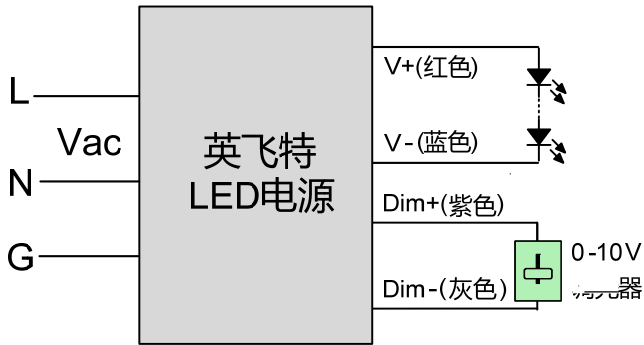 L
Vac
N
G
英飞特
LED电源
V+(红色)
V-(蓝色)
Dim+(紫色)
Dim-(灰色)
0-10V
器